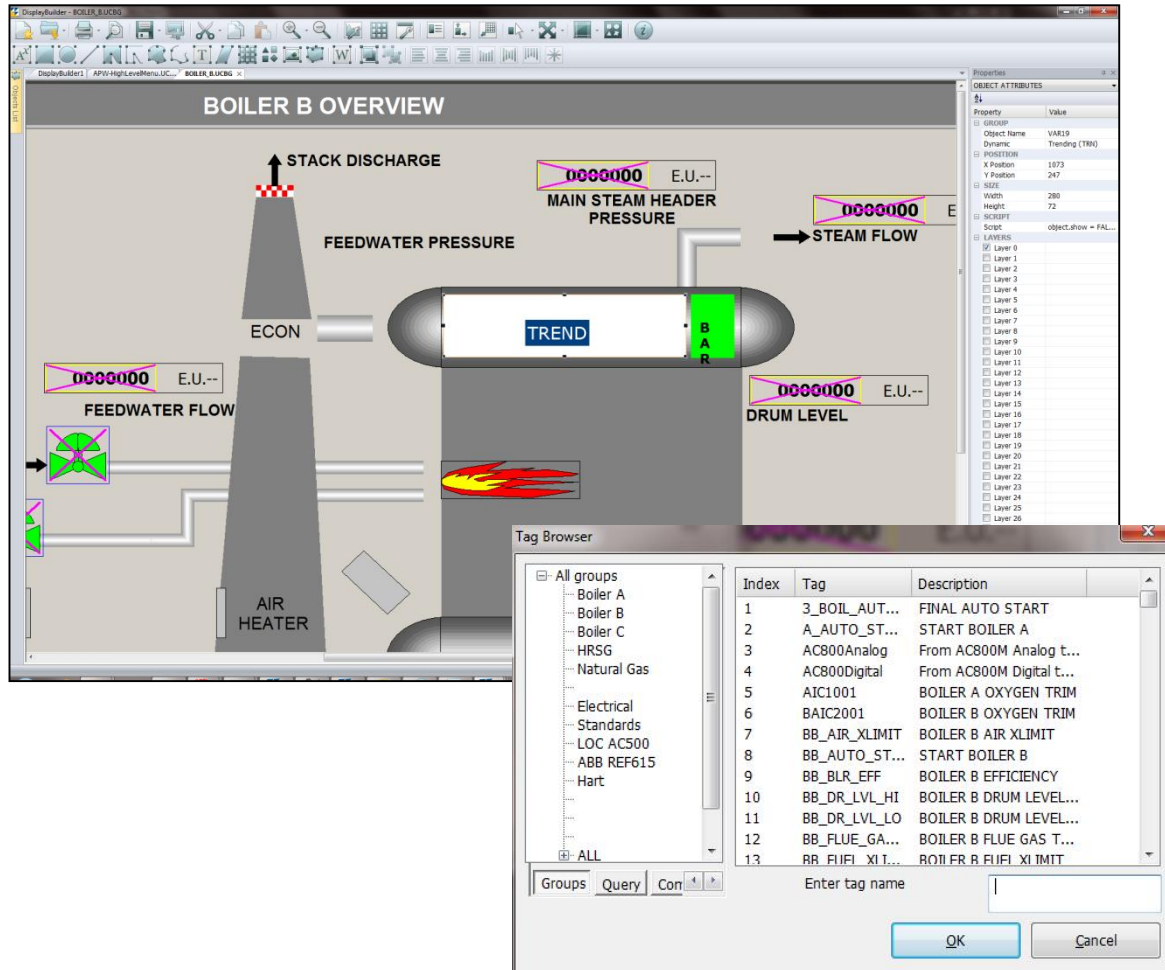 DisplayBuilder - BOILER_B.UCBG
DisplayBuilder1 APW-HighLevelMenu.UC... BOILER_B.UCBG ×
Objects List
BOILER B OVERVIEW
STACK DISCHARGE
0000000 E.U.--
MAIN STEAM HEADER
PRESSURE
0000000 E
STEAM FLOW
FEEDWATER PRESSURE
ECON
TREND
B
A
R
0000000 E.U.--
FEEDWATER FLOW
0000000 E.U.--
DRUM LEVEL
AIR
HEATER
Properties
OBJECT ATTRIBUTES
Property Value
GROUP
Object Name VAR19
Dynamic Trending (TRN)
POSITION
X Position 1073
Y Position 247
SIZE
Width 280
Height 72
SCRIPT
Script object.show = FAL...
LAYERS
Layer 0
Layer 1
Layer 2
Layer 3
Layer 4
Layer 5
Layer 6
Layer 7
Layer 8
Layer 9
Layer 10
Layer 11
Layer 12
Layer 13
Layer 14
Layer 15
Layer 16
Layer 17
Layer 18
Layer 19
Layer 20
Layer 21
Layer 22
Layer 23
Layer 24
Layer 25
Layer 26
Tag Browser
All groups
Boiler A
Boiler B
Boiler C
HRSG
Natural Gas
Electrical
Standards
LOC AC500
ABB REF615
Hart
ALL
Groups Query Com
Index Tag Description
1 3_BOIL_AUT... FINAL AUTO START
2 A_AUTO_ST... START BOILER A
3 AC800Analog From AC800M Analog t...
4 AC800Digital From AC800M Digital t...
5 AIC1001 BOILER A OXYGEN TRIM
6 BAIC2001 BOILER B OXYGEN TRIM
7 BB_AIR_XLIMIT BOILER B AIR XLIMIT
8 BB_AUTO_ST... START BOILER B
9 BB_BLR_EFF BOILER B EFFICIENCY
10 BB_DR_LVL_HI BOILER B DRUM LEVEL...
11 BB_DR_LVL_LO BOILER B DRUM LEVEL...
12 BB_FLUE_GA... BOILER B FLUE GAS T...
13 BB_FUEL_XLI... BOILER B FUEL XLIMIT
Enter tag name
OK Cancel